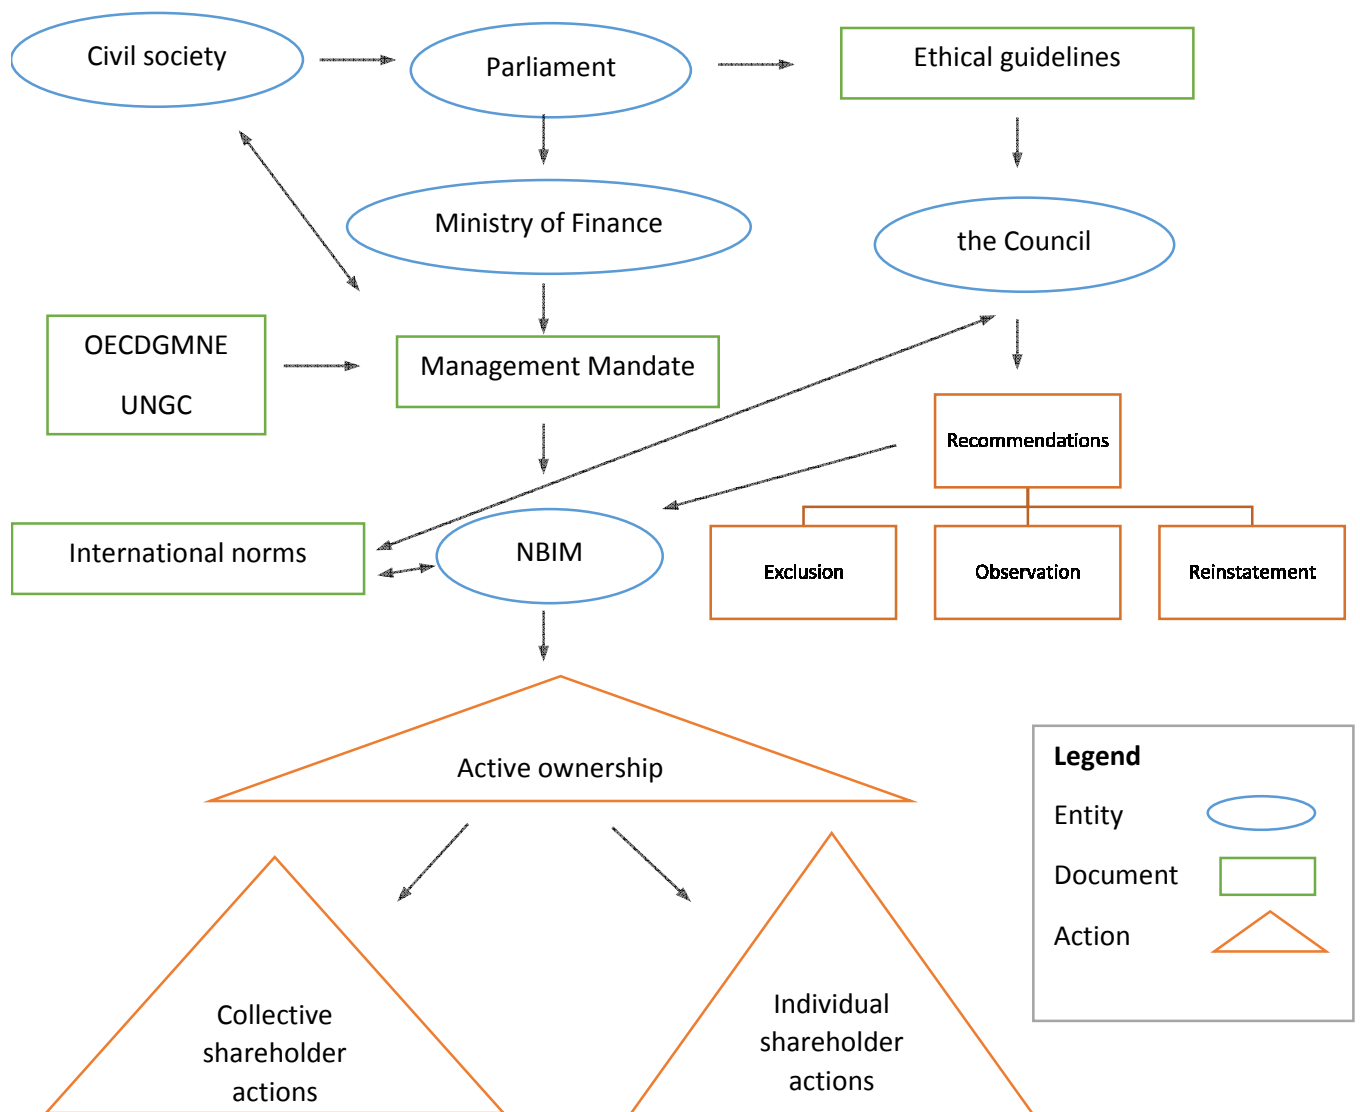 Civil society
Parliament
Ethical guidelines
Ministry of Finance
the Council
OECDGMNE
UNGC
Management Mandate
Recommendations
International norms
NBIM
Exclusion
Observation
Reinstatement
Active ownership
Legend
Entity
Document
Action
Collective
shareholder
actions
Individual
shareholder
actions